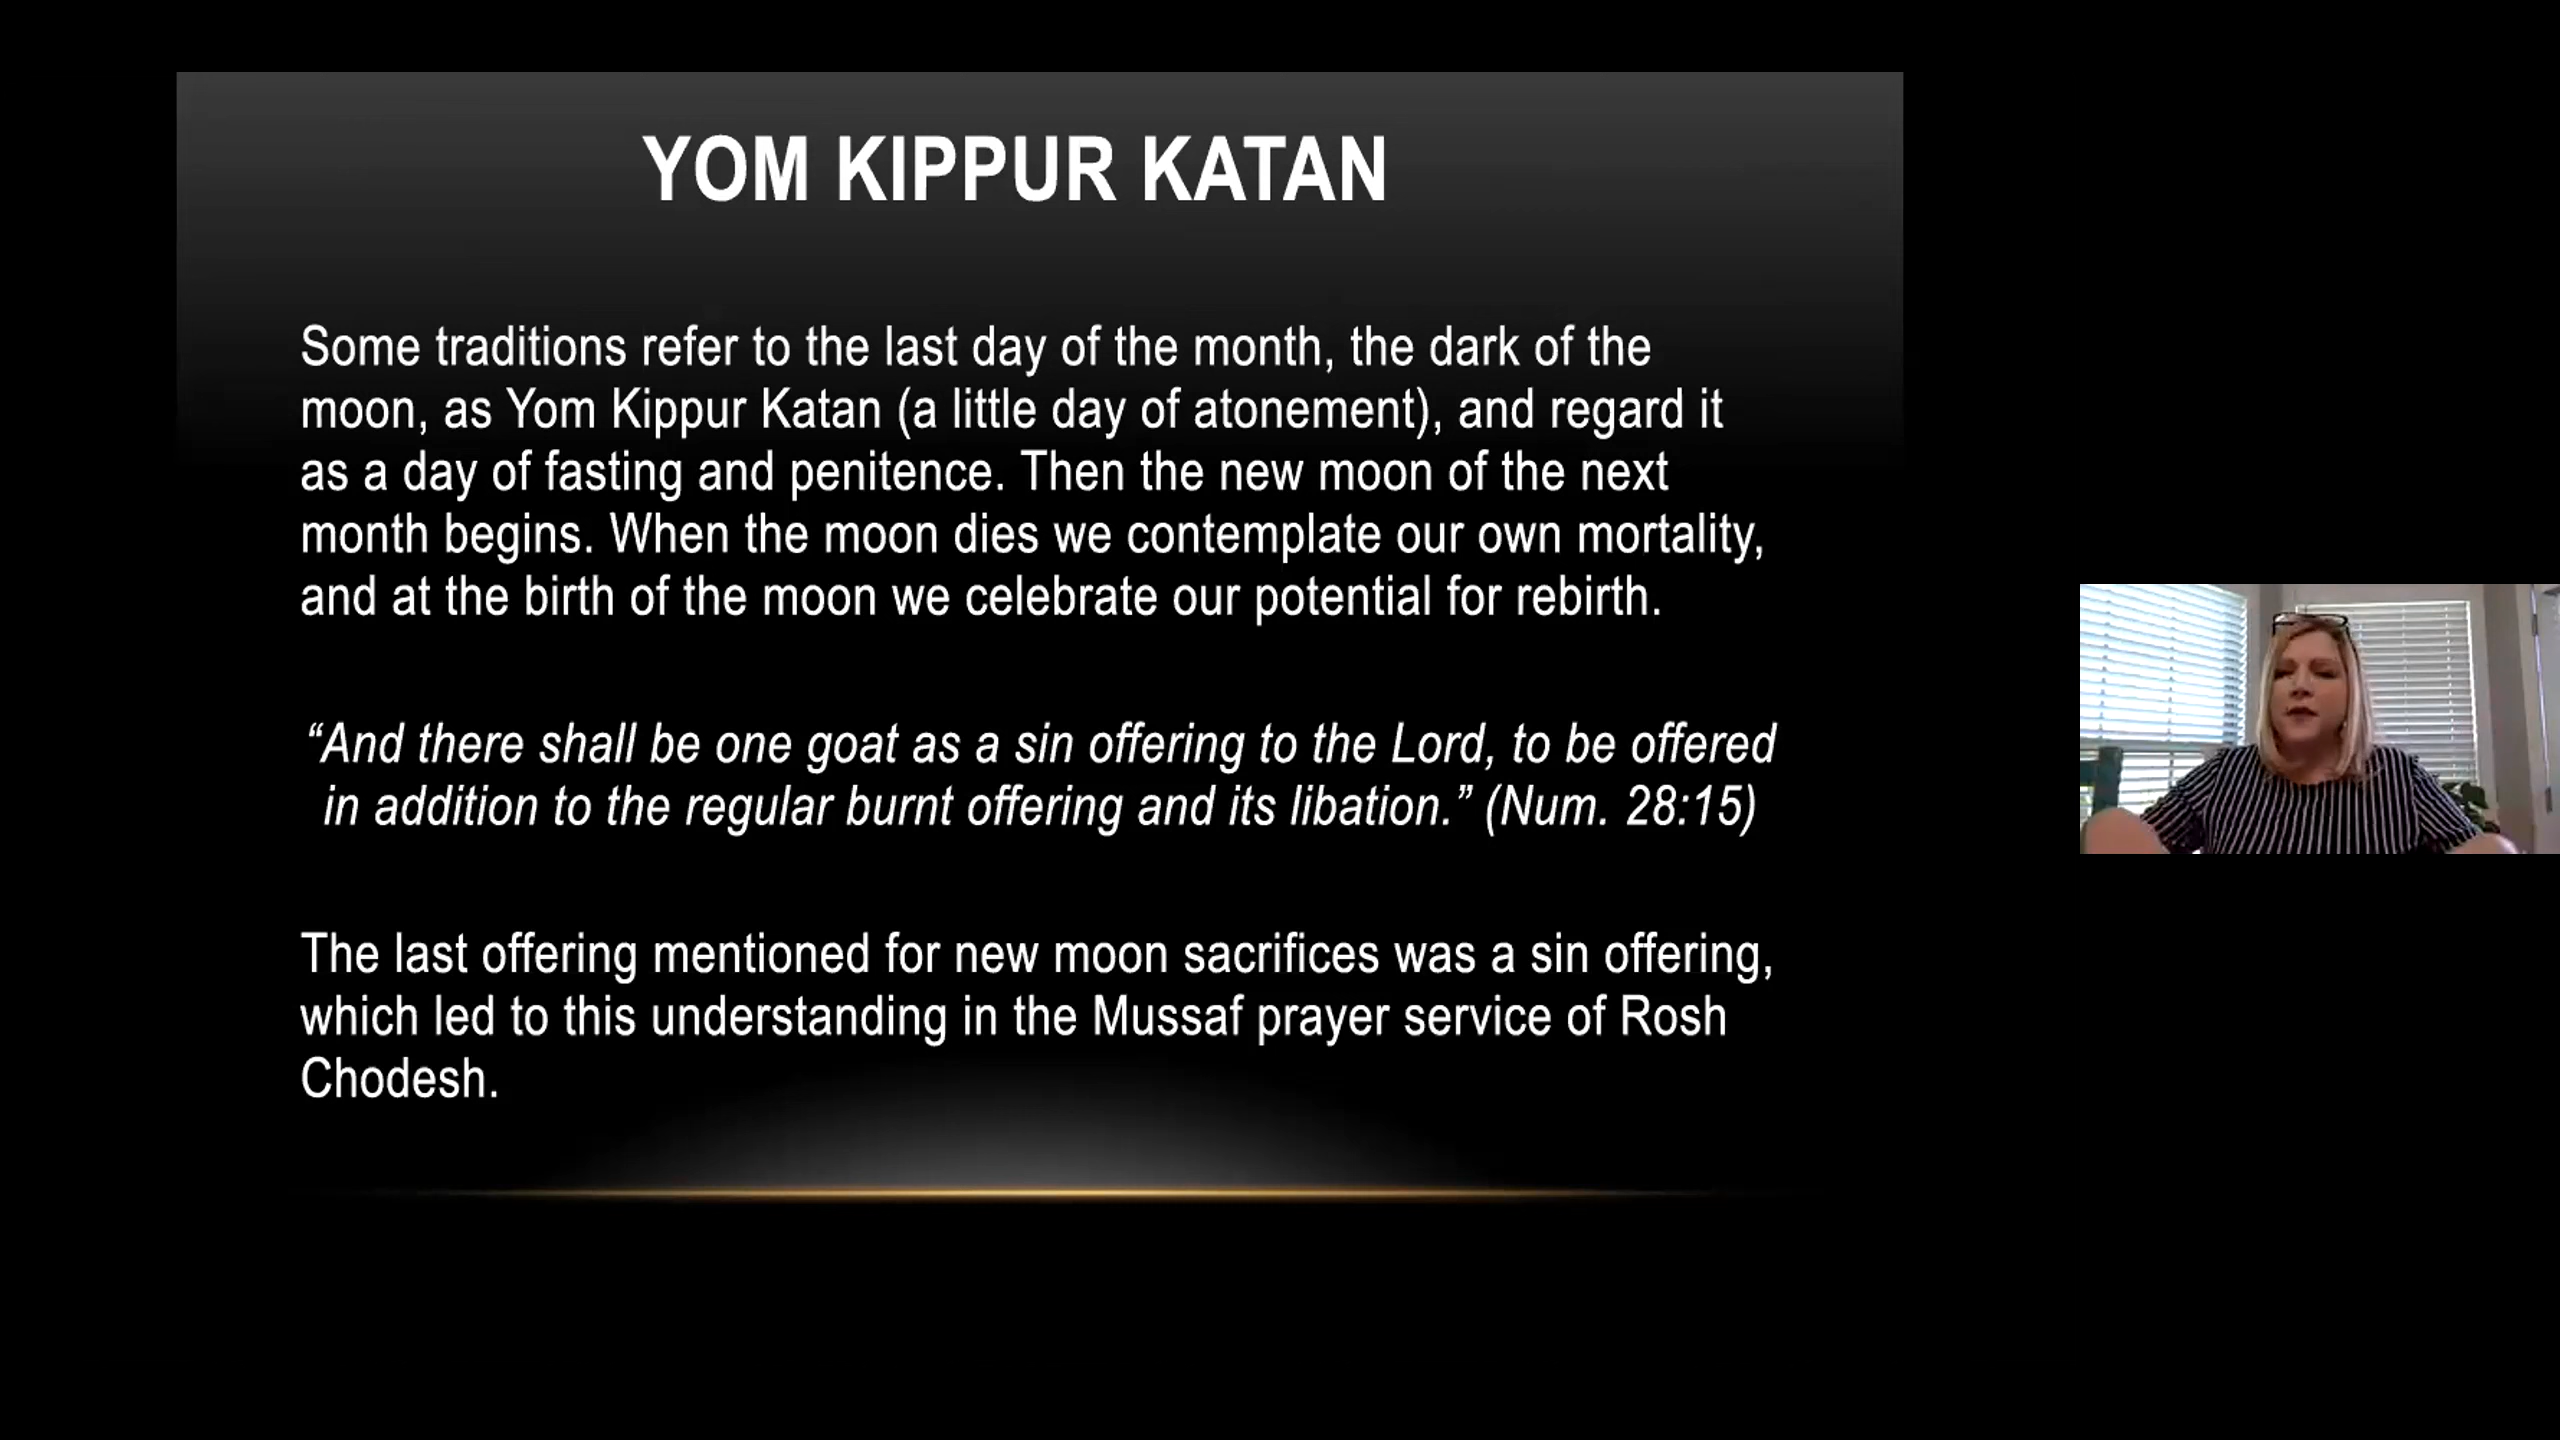 YOM KIPPUR KATAN
Some traditions refer to the last day of the month, the dark of the
moon, as Yom Kippur Katan (a little day of atonement), and regard it
as a day of fasting and penitence. Then the new moon of the next
month begins. When the moon dies we contemplate our own mortality,
and at the birth of the moon we celebrate our potential for rebirth.
“And there shall be one goat as a sin offering to the Lord, to be offered
in addition to the regular burnt offering and its libation.” (Num. 28:15)
The last offering mentioned for new moon sacrifices was a sin offering,
which led to this understanding in the Mussaf prayer service of Rosh
Chodesh.